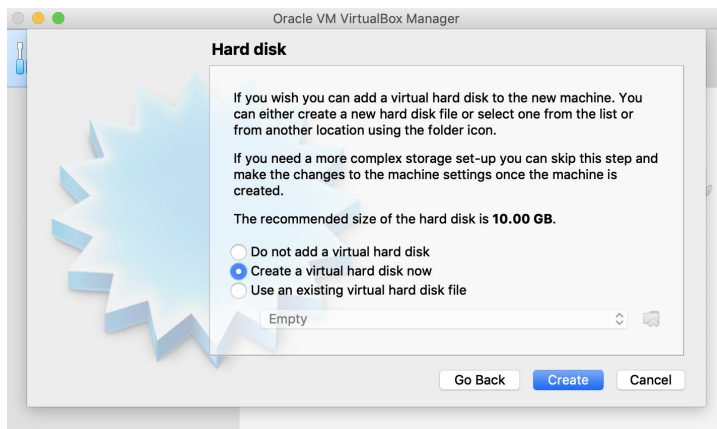 Oracle VM VirtualBox Manager
Hard disk
If you wish you can add a virtual hard disk to the new machine. You
can either create a new hard disk file or select one from the list or
from another location using the folder icon.
If you need a more complex storage set-up you can skip this step and
make the changes to the machine settings once the machine is
created.
The recommended size of the hard disk is 10.00 GB.
Do not add a virtual hard disk
Create a virtual hard disk now
Use an existing virtual hard disk file
Empty
Go Back
Create
Cancel